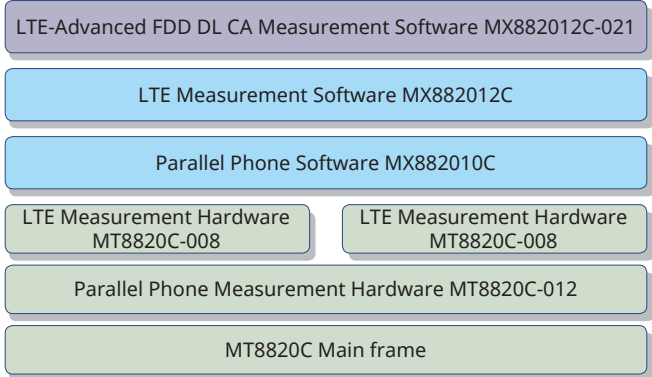 LTE-Advanced FDD DL CA Measurement Software MX882012C-021
LTE Measurement Software MX882012C
Parallel Phone Software MX882010C
LTE Measurement Hardware
MT8820C-008
LTE Measurement Hardware
MT8820C-008
Parallel Phone Measurement Hardware MT8820C-012
MT8820C Main frame